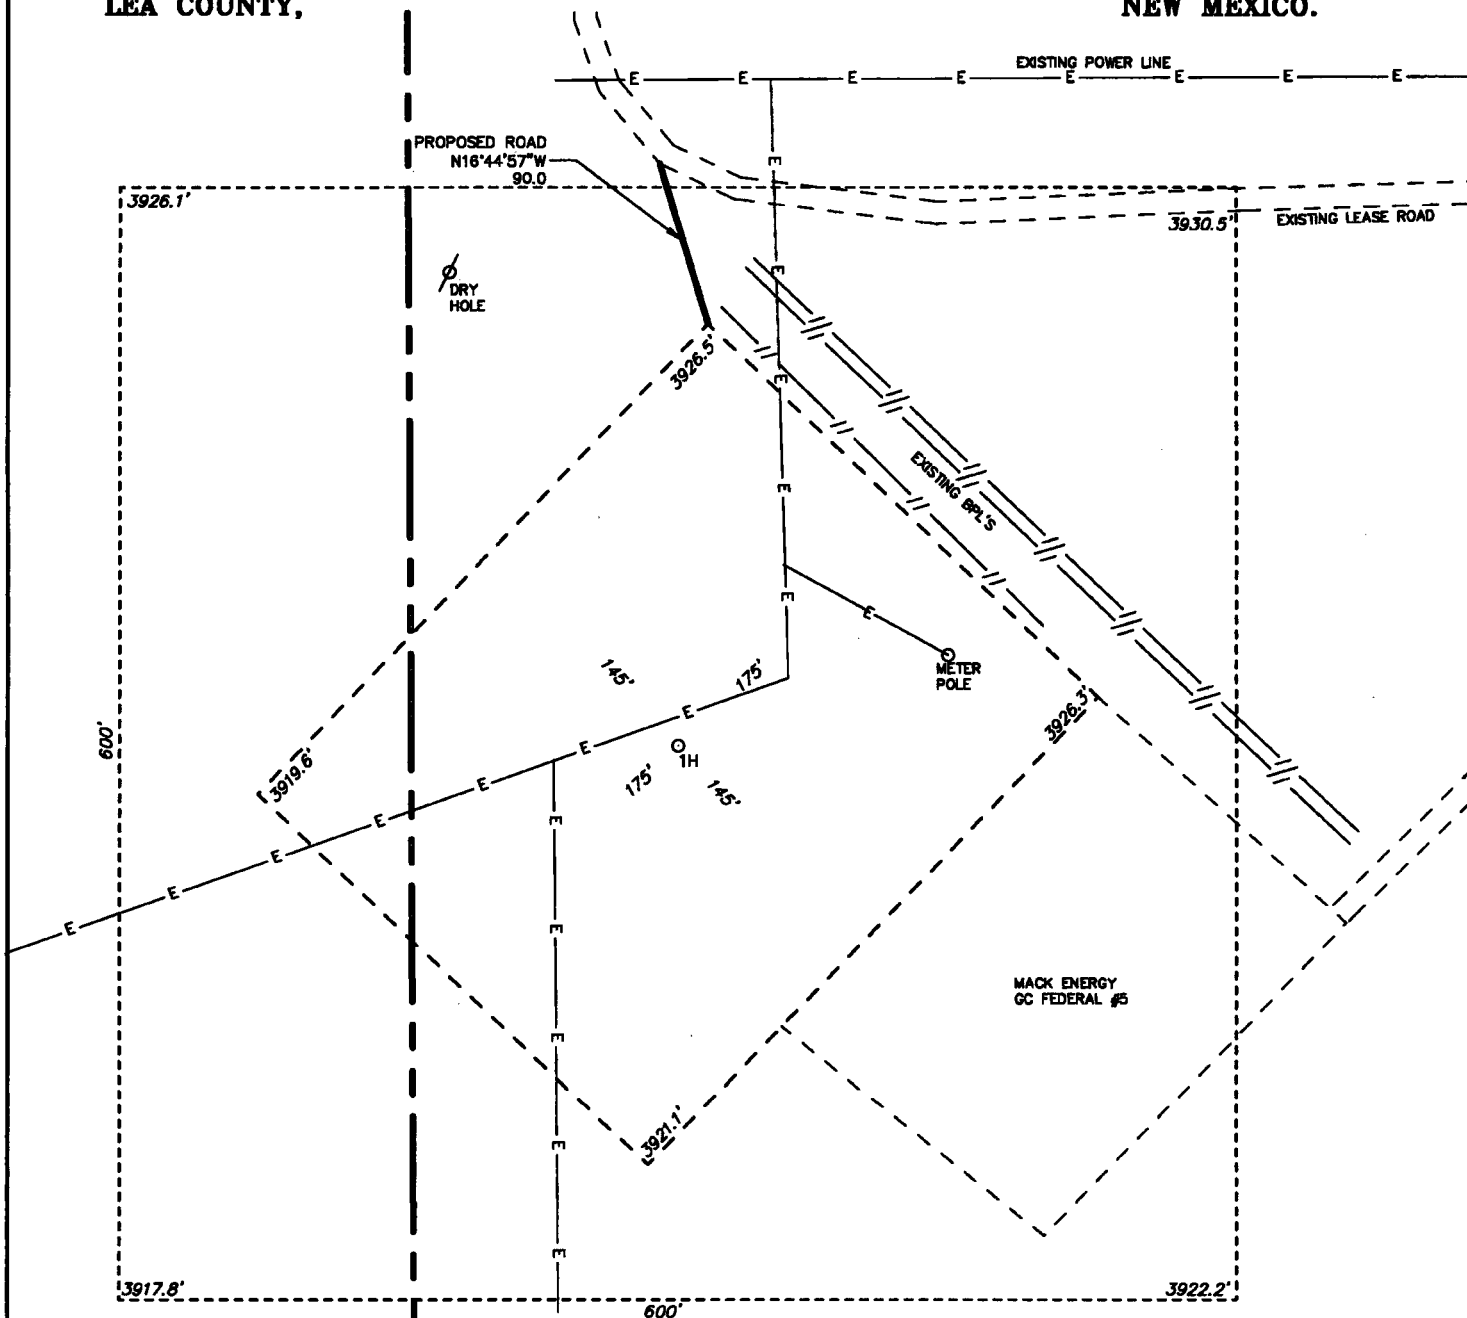 LEA COUNTY,
NEW MEXICO.
EXISTING POWER LINE
E E E E E E E E
PROPOSED ROAD
N16°44'57"W
90.0
E
3926.1'
3930.5'
EXISTING LEASE ROAD
DRY
HOLE
E
3926.5'
E
EXISTING BPL'S
E
E
E
METER
POLE
145'
175'
3926.3'
E
600'
E
1H
3919.6'
175'
145'
E
E
E
E
E
E
E
E
MACK ENERGY
GC FEDERAL #5
E
3921.1'
E
E
3917.8'
3922.2'
600'